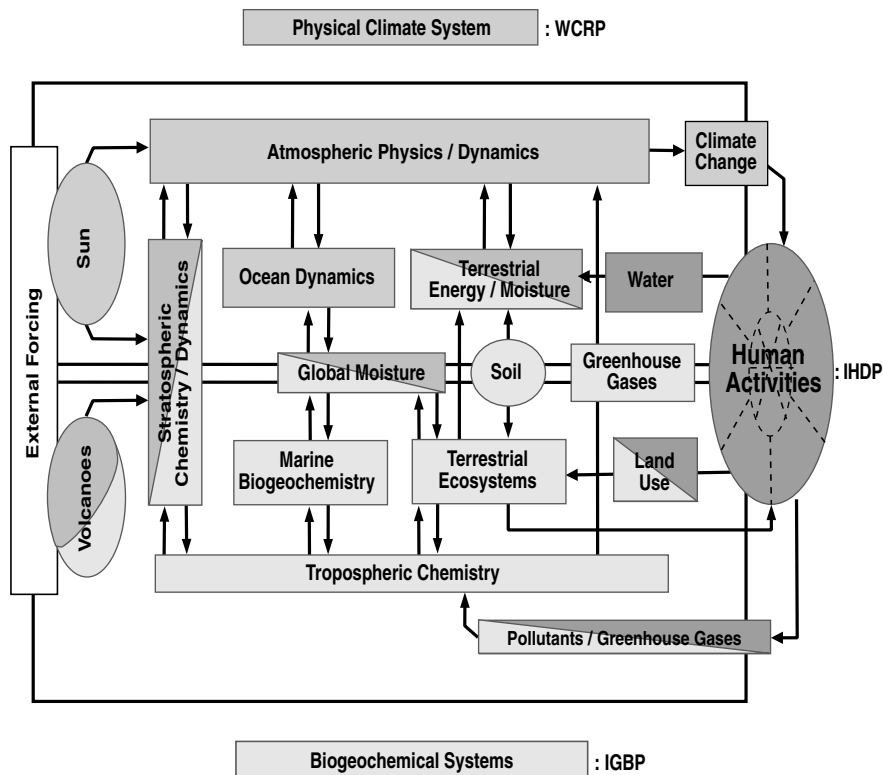 Physical Climate System : WCRP
Atmospheric Physics / Dynamics
Climate
Change
External Forcing
Sun
Stratospheric
Chemistry / Dynamics
Ocean Dynamics
Terrestrial
Energy / Moisture
Water
Global Moisture
Soil
Greenhouse
Gases
Human
Activities
: IHDP
Volcanoes
Marine
Biogeochemistry
Terrestrial
Ecosystems
Land
Use
Tropospheric Chemistry
Pollutants / Greenhouse Gases
Biogeochemical Systems : IGBP